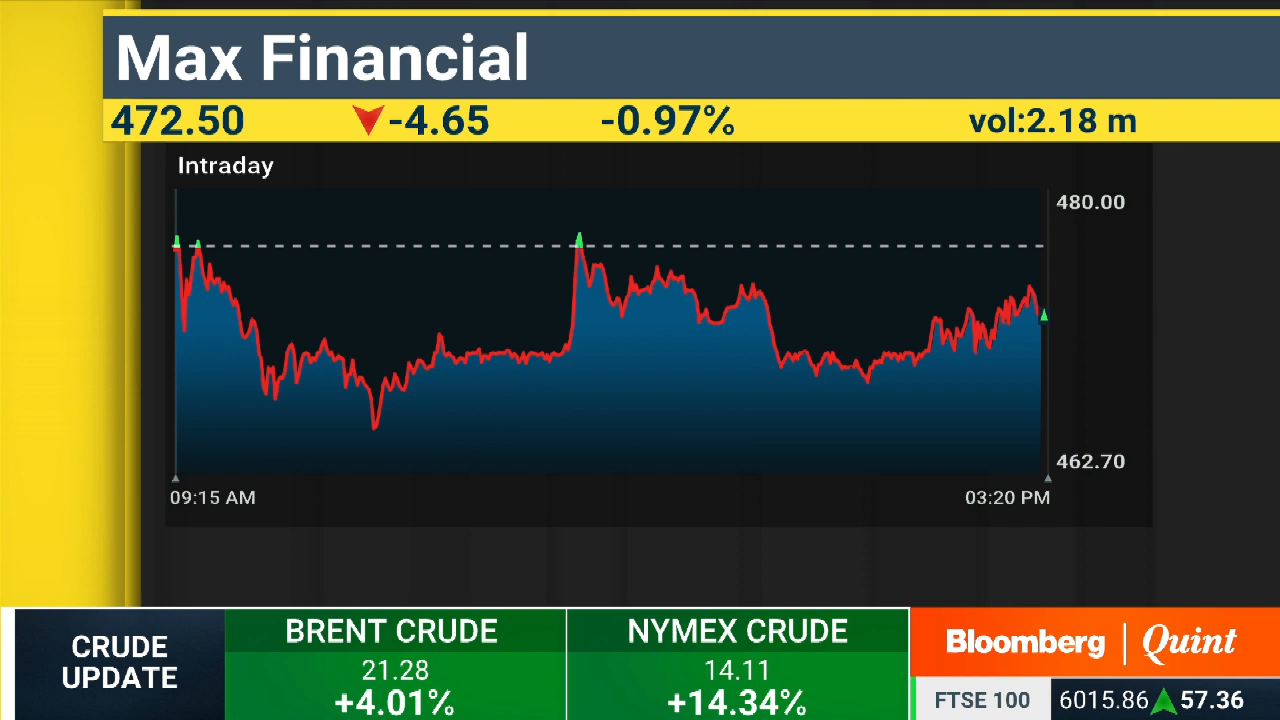 Max Financial
472.50 -4.65 -0.97% vol:2.18 m
Intraday
480.00
462.70
09:15 AM 03:20 PM
CRUDE
UPDATE
BRENT CRUDE
21.28
+4.01%
NYMEX CRUDE
14.11
+14.34%
Bloomberg | Quint
FTSE 100 6015.86 57.36